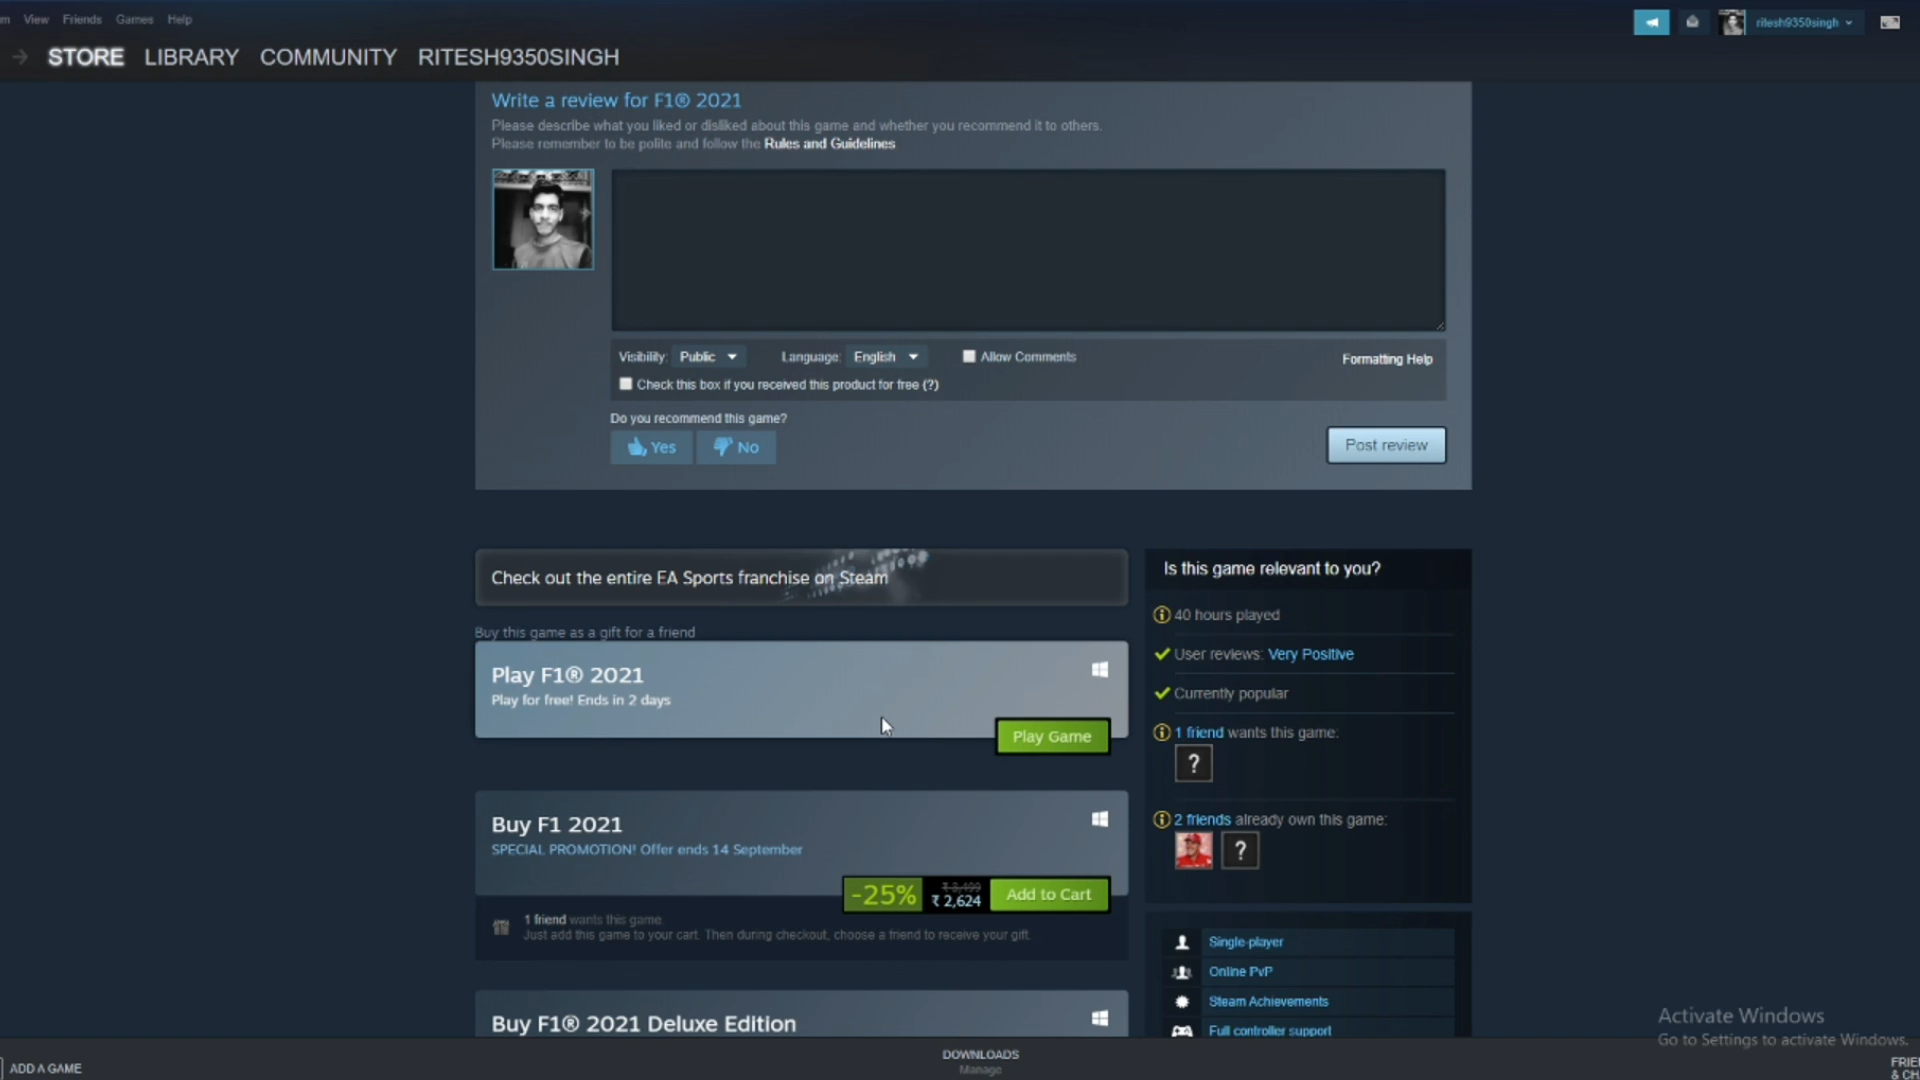 View Friends Games Help
ritesh9350singh
STORE LIBRARY COMMUNITY RITESH9350SINGH
Write a review for F1® 2021
Please describe what you liked or disliked about this game and whether you recommend it to others.
Please remember to be polite and follow the Rules and Guidelines
Visibility: Public Language: English Allow Comments Formatting Help
Check this box if you received this product for free (?)
Do you recommend this game?
Yes No Post review
Check out the entire EA Sports franchise on Steam
Buy this game as a gift for a friend
Play F1® 2021
Play for free! Ends in 2 days
Play Game
Buy F1 2021
SPECIAL PROMOTION! Offer ends 14 September
-25% ₹ 3,499 ₹ 2,624 Add to Cart
1 friend wants this game.
Just add this game to your cart. Then during checkout, choose a friend to receive your gift.
Buy F1® 2021 Deluxe Edition
Is this game relevant to you?
40 hours played
User reviews: Very Positive
Currently popular
1 friend wants this game:
?
2 friends already own this game:
?
Single-player
Online PvP
Steam Achievements
Full controller support
Activate Windows
Go to Settings to activate Windows.
ADD A GAME
DOWNLOADS
Manage